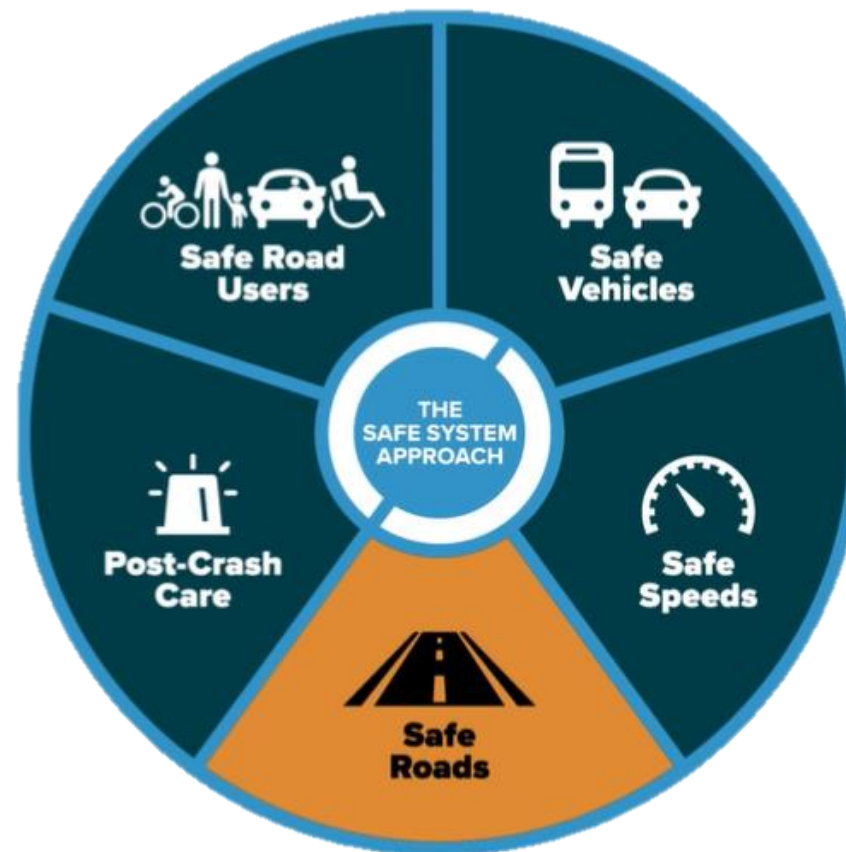 Safe Road
Users
Safe
Vehicles
THE
SAFE SYSTEM
APPROACH
Post-Crash
Care
Safe
Speeds
Safe
Roads